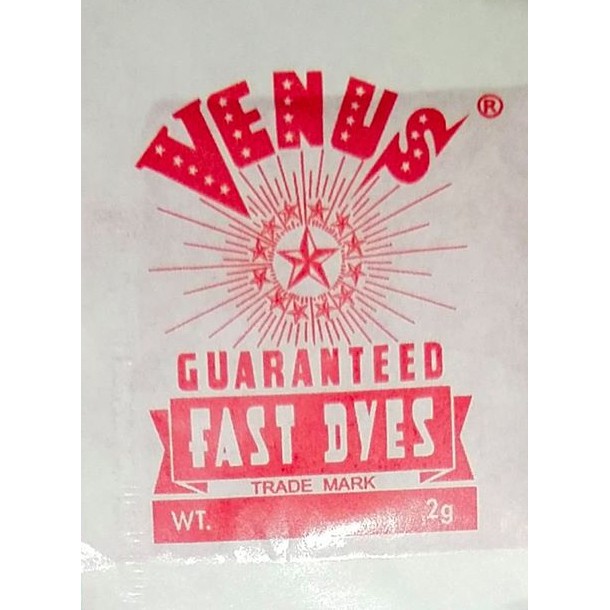 VENUS ®
GUARANTEED
FAST DYES
TRADE MARK
WT. 2g